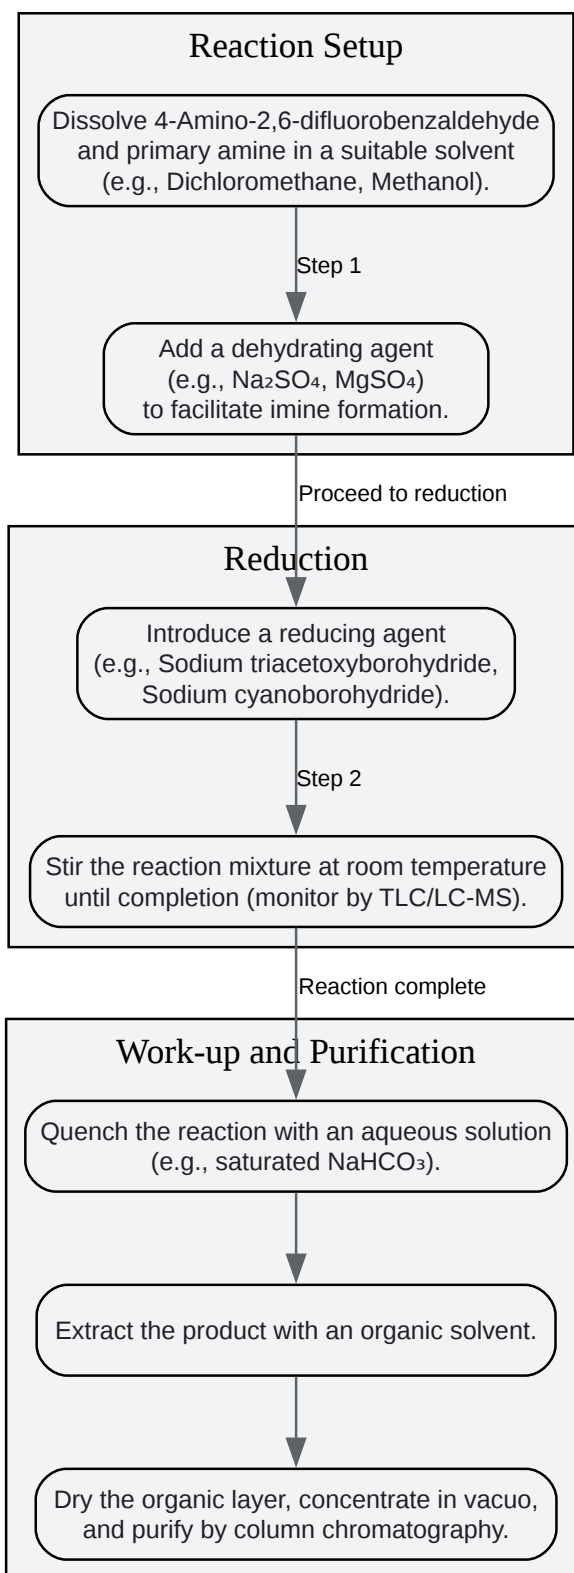 Reaction Setup
Dissolve 4-Amino-2,6-difluorobenzaldehyde
and primary amine in a suitable solvent
(e.g., Dichloromethane, Methanol).
Step 1
Add a dehydrating agent
(e.g., Na₂SO₄, MgSO₄)
to facilitate imine formation.
Proceed to reduction
Reduction
Introduce a reducing agent
(e.g., Sodium triacetoxyborohydride,
Sodium cyanoborohydride).
Step 2
Stir the reaction mixture at room temperature
until completion (monitor by TLC/LC-MS).
Reaction complete
Work-up and Purification
Quench the reaction with an aqueous solution
(e.g., saturated NaHCO₃).
Extract the product with an organic solvent.
Dry the organic layer, concentrate in vacuo,
and purify by column chromatography.